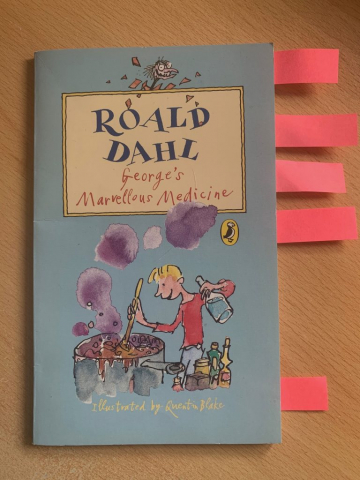 ROALD
DAHL
George's
Marvellous Medicine
Illustrated by Quentin Blake